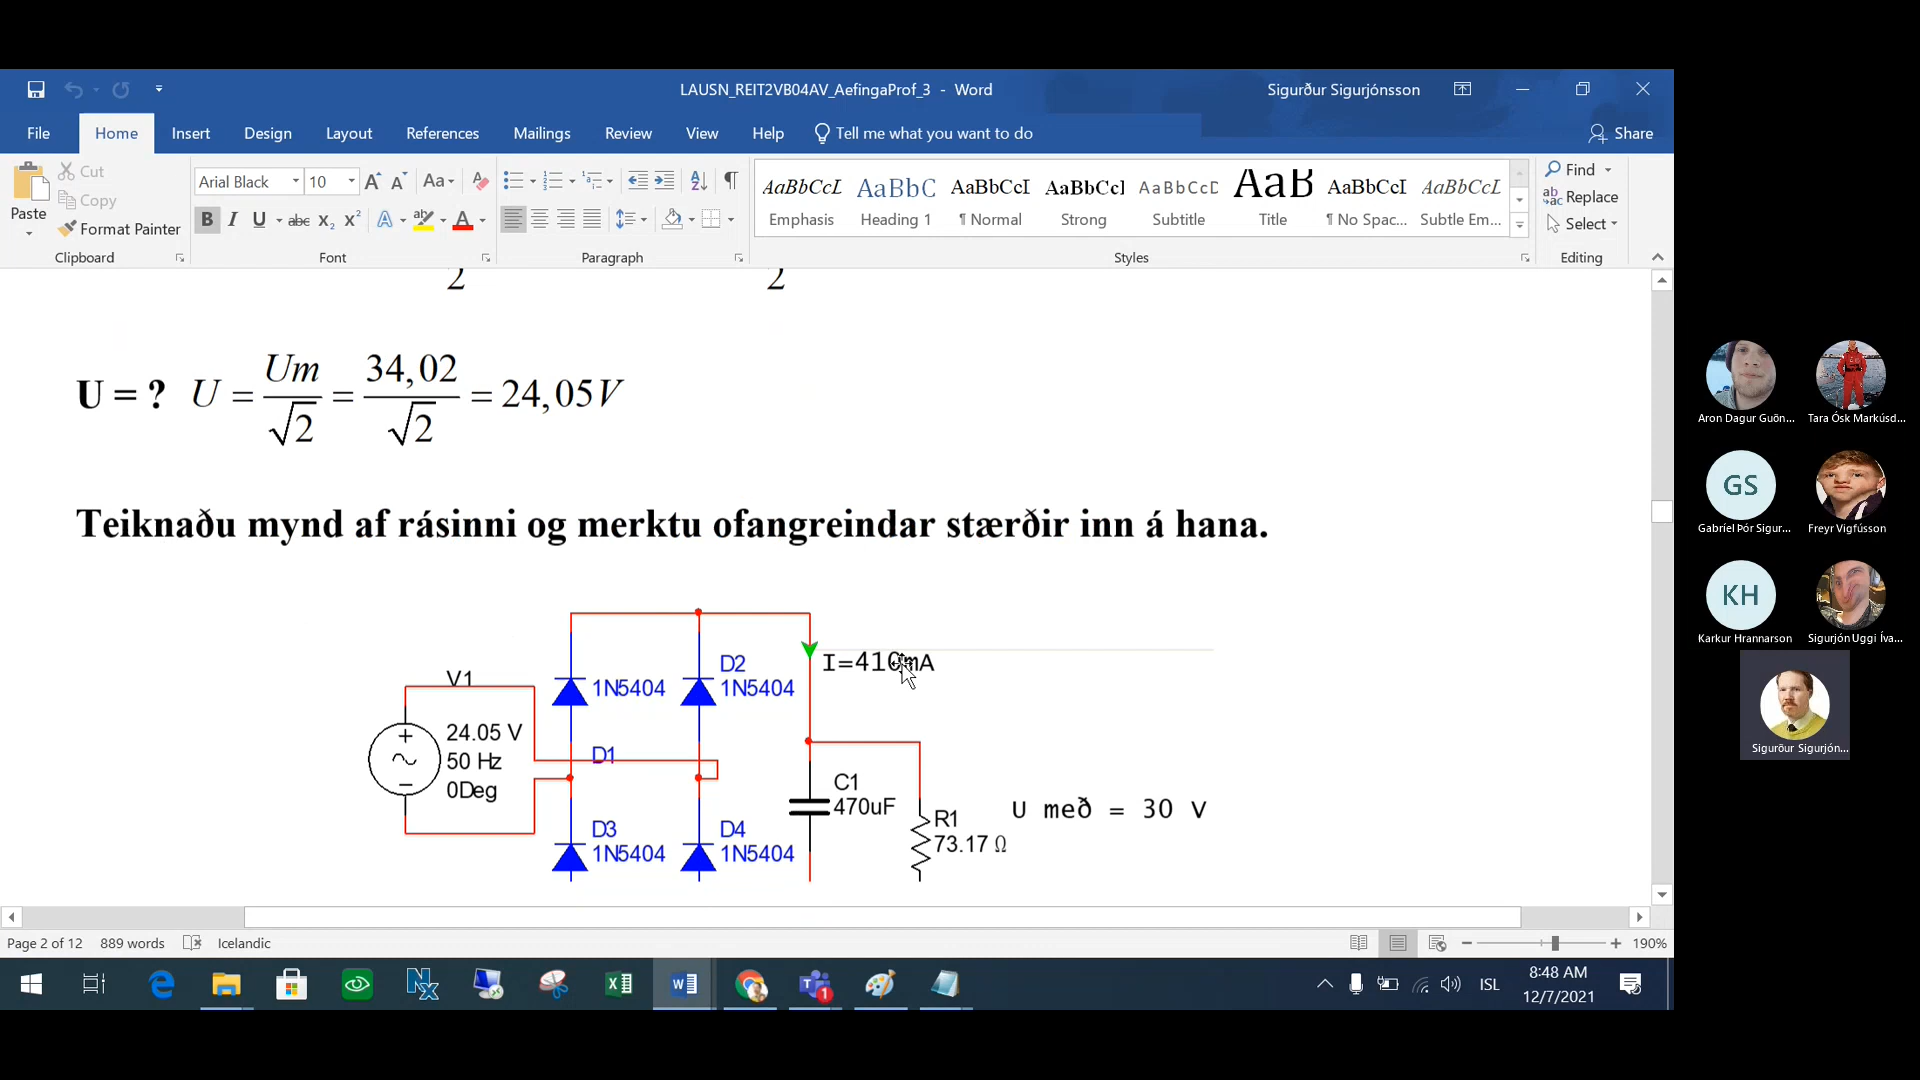 LAUSN_REIT2VB04AV_AefingaProf_3 - Word
Sigurður Sigurjónsson
File Home Insert Design Layout References Mailings Review View Help Tell me what you want to do Share
Paste
Cut
Copy
Format Painter
Clipboard
Arial Black 10
Font
Paragraph
AaBbCcL AaBbC AaBbCcI AaBbCcI AaBbCcD AaB AaBbCcI AaBbCcL
Emphasis Heading 1 ¶ Normal Strong Subtitle Title ¶ No Spac... Subtle Em...
Styles
Find
Replace
Select
Editing
2 2
U = ? U = Um/√2 = 34,02/√2 = 24,05V
Teiknaðu mynd af rásinni og merktu ofangreindar stærðir inn á hana.
V1
24.05 V
50 Hz
0Deg
1N5404
D1
D2
1N5404
D3
1N5404
D4
1N5404
I=410mA
C1
470uF
R1
73.17 Ω
U með = 30 V
Page 2 of 12 889 words Icelandic 190%
ISL
8:48 AM
12/7/2021
1
Aron Dagur Guðn...
Tara Ósk Markúsd...
GS
Gabríel Þór Sigur...
Freyr Vigfússon
KH
Karkur Hrannarson
Sigurjón Uggi Íva...
Sigurður Sigurjón...